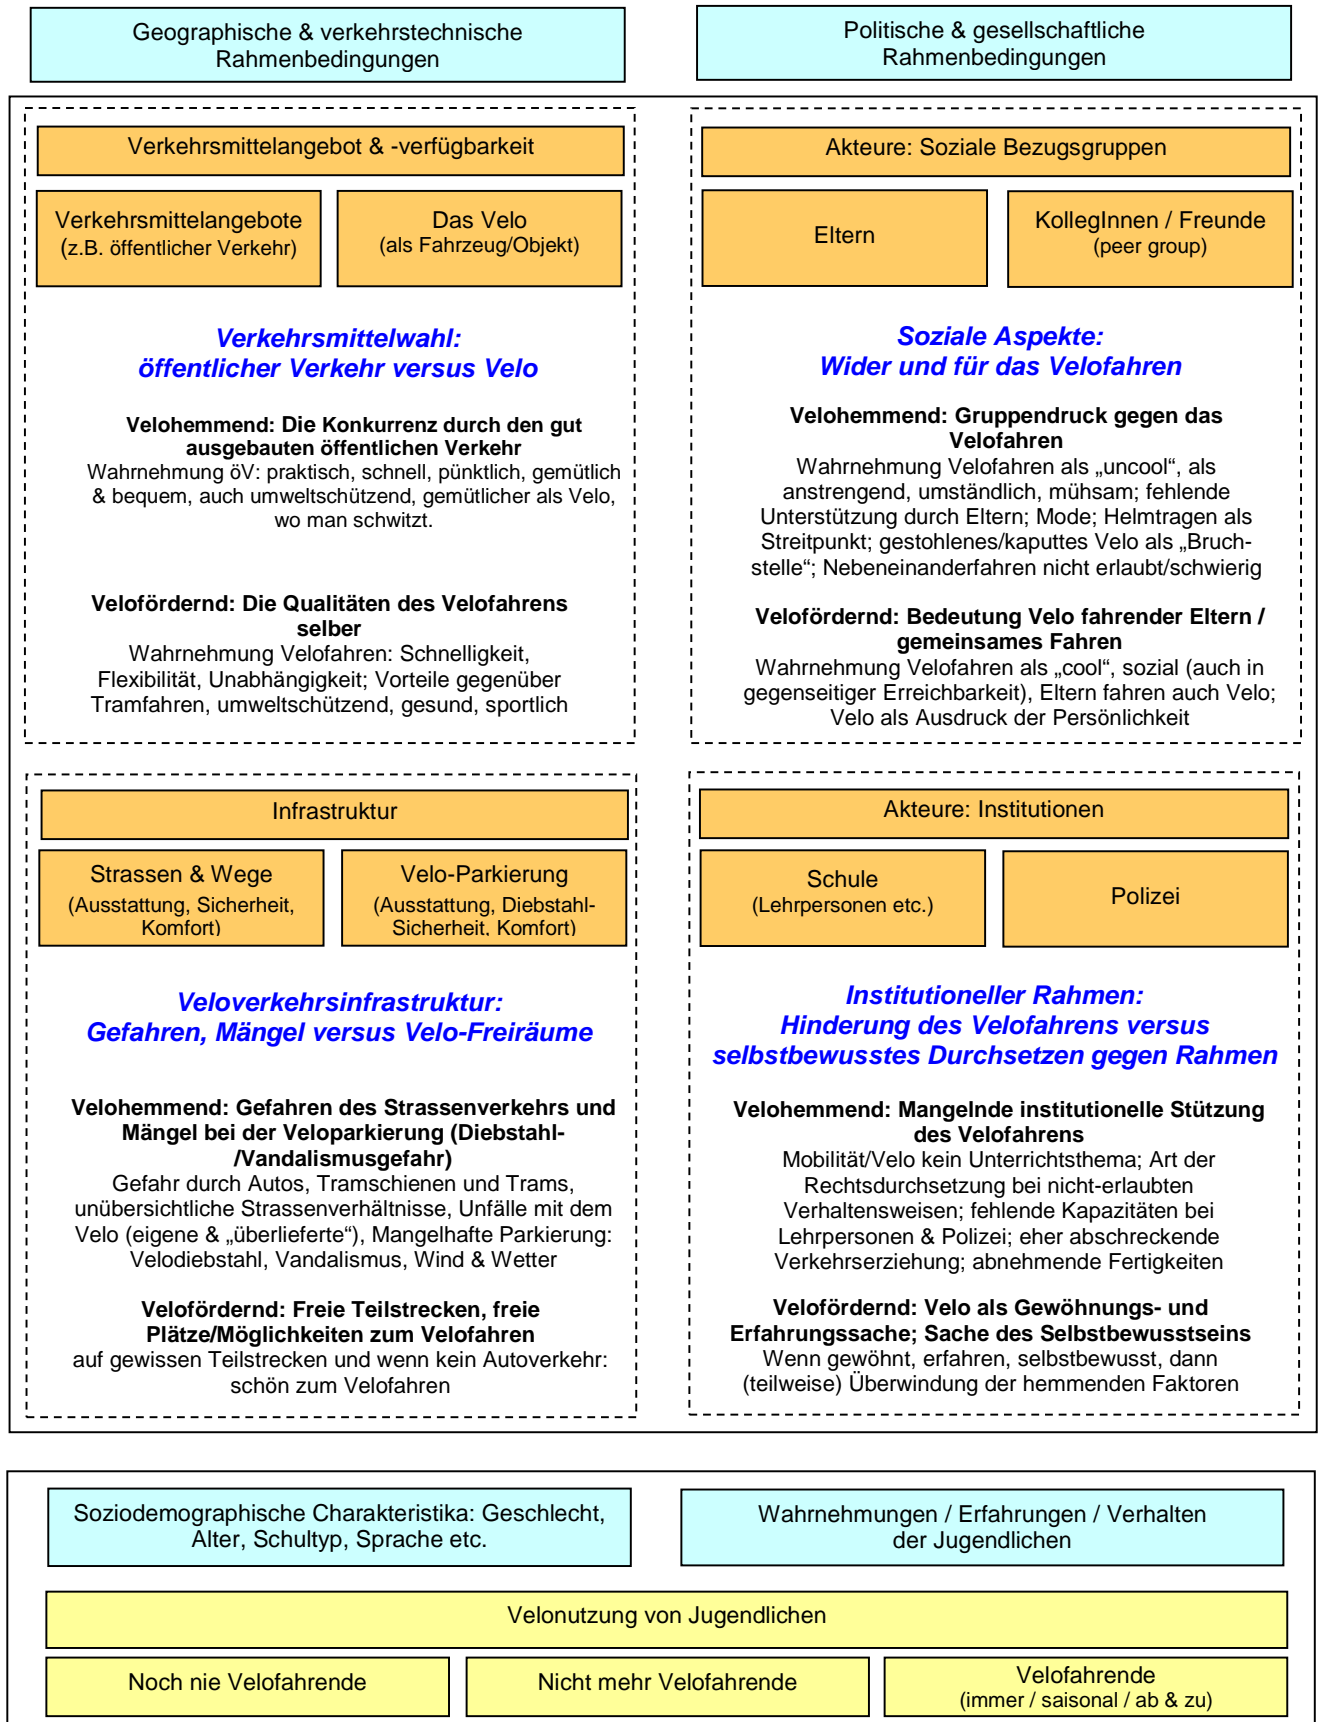 Geographische & verkehrstechnische
Rahmenbedingungen
Politische & gesellschaftliche
Rahmenbedingungen
Verkehrsmittelangebot & -verfügbarkeit
Verkehrsmittelangebote
(z.B. öffentlicher Verkehr)
Das Velo
(als Fahrzeug/Objekt)
Verkehrsmittelwahl:
öffentlicher Verkehr versus Velo
Velohemmend: Die Konkurrenz durch den gut
ausgebauten öffentlichen Verkehr
Wahrnehmung öV: praktisch, schnell, pünktlich, gemütlich
& bequem, auch umweltschützend, gemütlicher als Velo,
wo man schwitzt.
Velofördernd: Die Qualitäten des Velofahrens
selber
Wahrnehmung Velofahren: Schnelligkeit,
Flexibilität, Unabhängigkeit; Vorteile gegenüber
Tramfahren, umweltschützend, gesund, sportlich
Akteure: Soziale Bezugsgruppen
Eltern
KollegInnen / Freunde
(peer group)
Soziale Aspekte:
Wider und für das Velofahren
Velohemmend: Gruppendruck gegen das
Velofahren
Wahrnehmung Velofahren als „uncool“, als
anstrengend, umständlich, mühsam; fehlende
Unterstützung durch Eltern; Mode; Helmtragen als
Streitpunkt; gestohlenes/kaputtes Velo als „Bruch-
stelle“; Nebeneinanderfahren nicht erlaubt/schwierig
Velofördernd: Bedeutung Velo fahrender Eltern /
gemeinsames Fahren
Wahrnehmung Velofahren als „cool“, sozial (auch in
gegenseitiger Erreichbarkeit), Eltern fahren auch Velo;
Velo als Ausdruck der Persönlichkeit
Infrastruktur
Strassen & Wege
(Ausstattung, Sicherheit,
Komfort)
Velo-Parkierung
(Ausstattung, Diebstahl-
Sicherheit, Komfort)
Veloverkehrsinfrastruktur:
Gefahren, Mängel versus Velo-Freiräume
Velohemmend: Gefahren des Strassenverkehrs und
Mängel bei der Veloparkierung (Diebstahl-
/Vandalismusgefahr)
Gefahr durch Autos, Tramschienen und Trams,
unübersichtliche Strassenverhältnisse, Unfälle mit dem
Velo (eigene & „überlieferte“), Mangelhafte Parkierung:
Velodiebstahl, Vandalismus, Wind & Wetter
Velofördernd: Freie Teilstrecken, freie
Plätze/Möglichkeiten zum Velofahren
auf gewissen Teilstrecken und wenn kein Autoverkehr:
schön zum Velofahren
Akteure: Institutionen
Schule
(Lehrpersonen etc.)
Polizei
Institutioneller Rahmen:
Hinderung des Velofahrens versus
selbstbewusstes Durchsetzen gegen Rahmen
Velohemmend: Mangelnde institutionelle Stützung
des Velofahrens
Mobilität/Velo kein Unterrichtsthema; Art der
Rechtsdurchsetzung bei nicht-erlaubten
Verhaltensweisen; fehlende Kapazitäten bei
Lehrpersonen & Polizei; eher abschreckende
Verkehrserziehung; abnehmende Fertigkeiten
Velofördernd: Velo als Gewöhnungs- und
Erfahrungssache; Sache des Selbstbewusstseins
Wenn gewöhnt, erfahren, selbstbewusst, dann
(teilweise) Überwindung der hemmenden Faktoren
Soziodemographische Charakteristika: Geschlecht,
Alter, Schultyp, Sprache etc.
Wahrnehmungen / Erfahrungen / Verhalten
der Jugendlichen
Velonutzung von Jugendlichen
Noch nie Velofahrende
Nicht mehr Velofahrende
Velofahrende
(immer / saisonal / ab & zu)